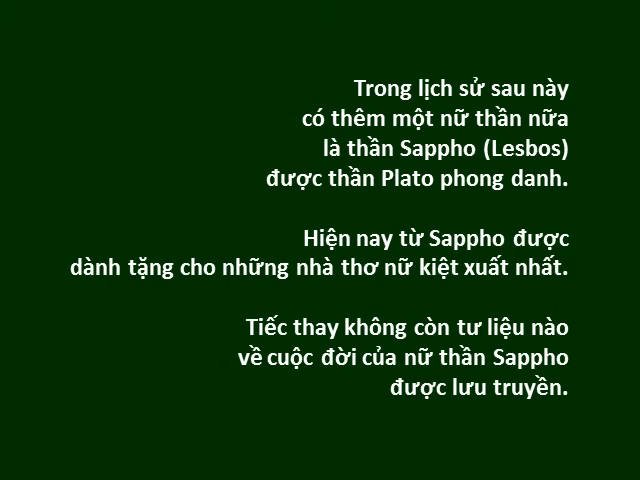 Trong lịch sử sau này
có thêm một nữ thần nữa
là thần Sappho (Lesbos)
được thần Plato phong danh.
Hiện nay từ Sappho được
dành tặng cho những nhà thơ nữ kiệt xuất nhất.
Tiếc thay không còn tư liệu nào
về cuộc đời của nữ thần Sappho
được lưu truyền.